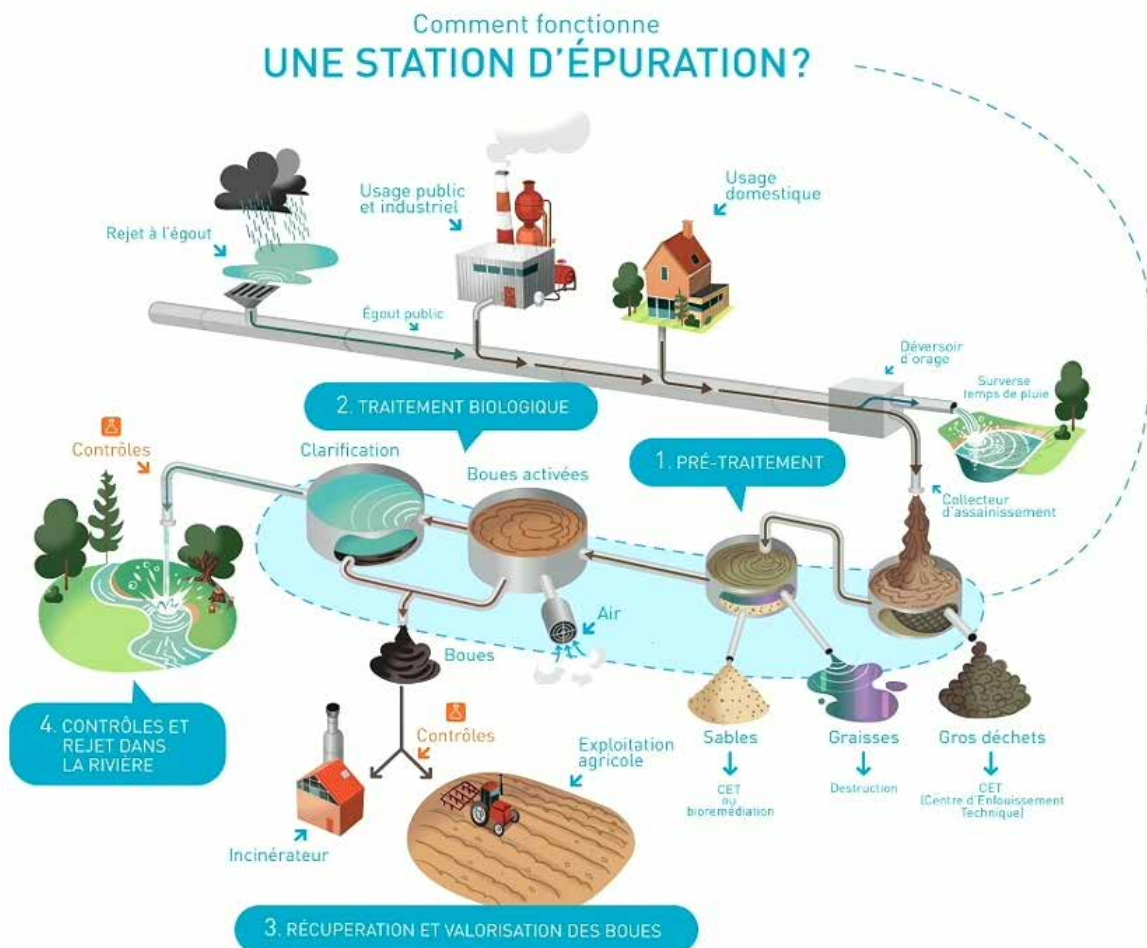 Comment fonctionne
UNE STATION D'ÉPURATION?
Usage public
et industriel
Usage
domestique
Rejet à l'égout
Égout public
Déversoir
d'orage
Surverse
temps de pluie
2. TRAITEMENT BIOLOGIQUE
Contrôles
Clarification
Boues activées
1. PRÉ-TRAITEMENT
Collecteur
d'assainissement
Air
Boues
4. CONTRÔLES ET
REJET DANS
LA RIVIÈRE
Contrôles
Exploitation
agricole
Sables
Graisses
Gros déchets
CET
ou
bioremédiation
Destruction
CET
(Centre d'Enfouissement
Technique)
Incinérateur
3. RÉCUPERATION ET VALORISATION DES BOUES